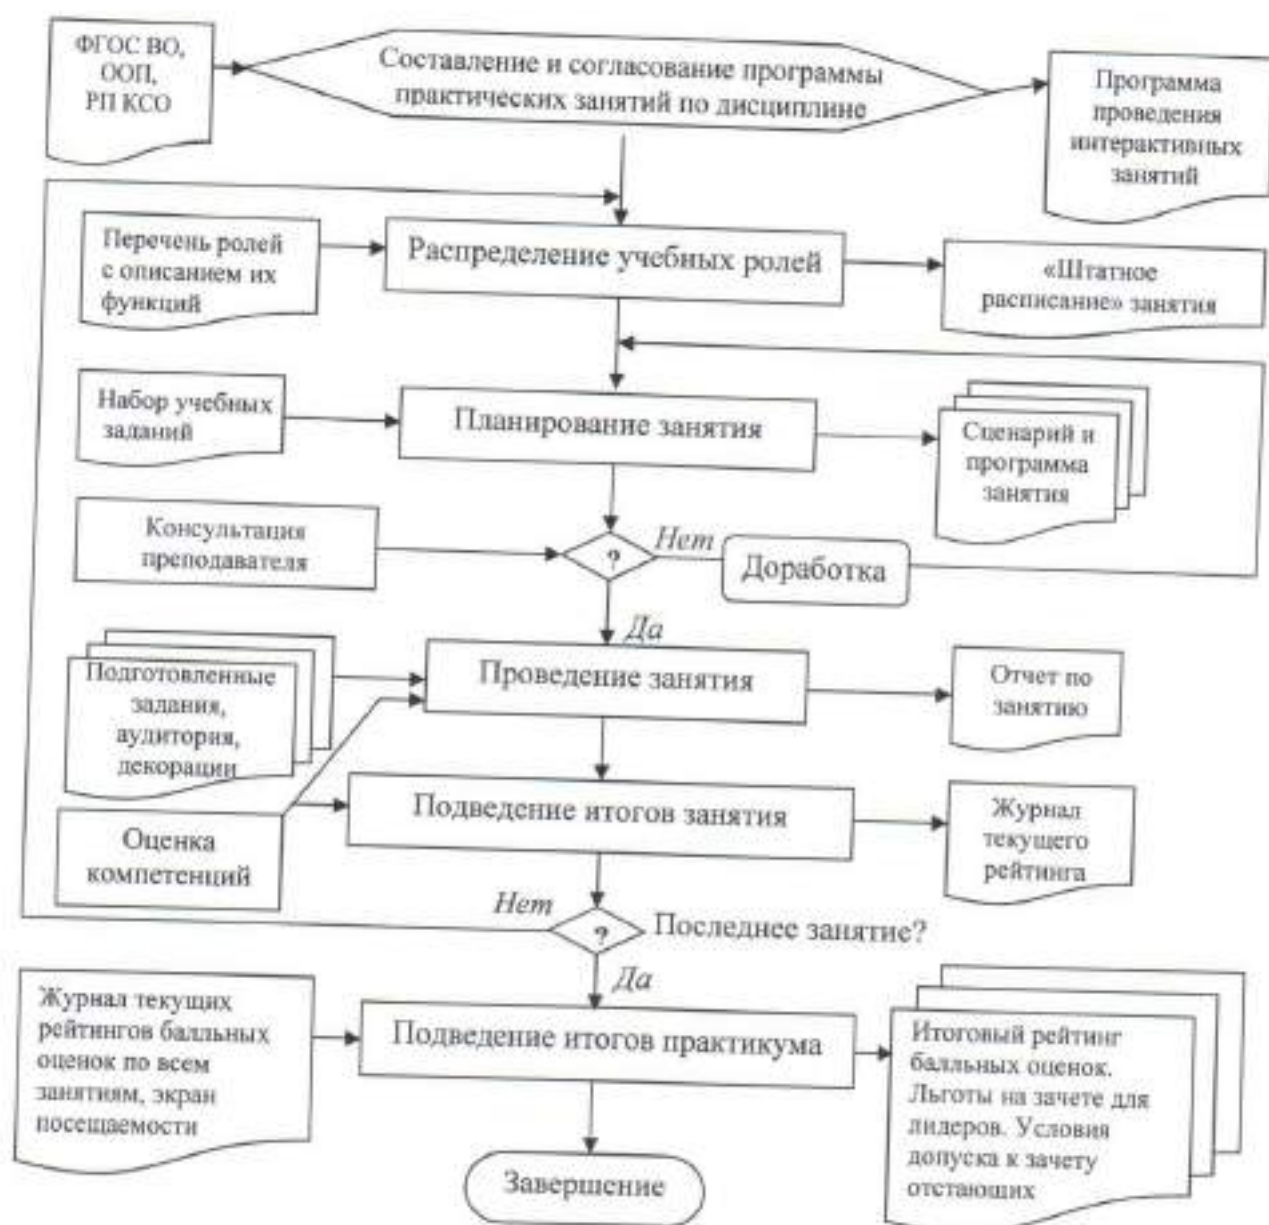 ФГОС ВО,
ООП,
РП КСО
Составление и согласование программы
практических занятий по дисциплине
Программа
проведения
интерактивных
занятий
Перечень ролей
с описанием их
функций
Распределение учебных ролей
«Штатное
расписание» занятия
Набор учебных
заданий
Планирование занятия
Сценарий и
программа
занятия
Консультация
преподавателя
?
Нет
Доработка
Да
Подготовленные
задания,
аудитория,
декорации
Проведение занятия
Отчет по
занятию
Оценка
компетенций
Подведение итогов занятия
Журнал
текущего
рейтинга
Нет
?
Последнее занятие?
Да
Журнал текущих
рейтингов балльных
оценок по всем
занятиям, экран
посещаемости
Подведение итогов практикума
Итоговый рейтинг
балльных оценок.
Льготы на зачете для
лидеров. Условия
допуска к зачету
отстающих
Завершение